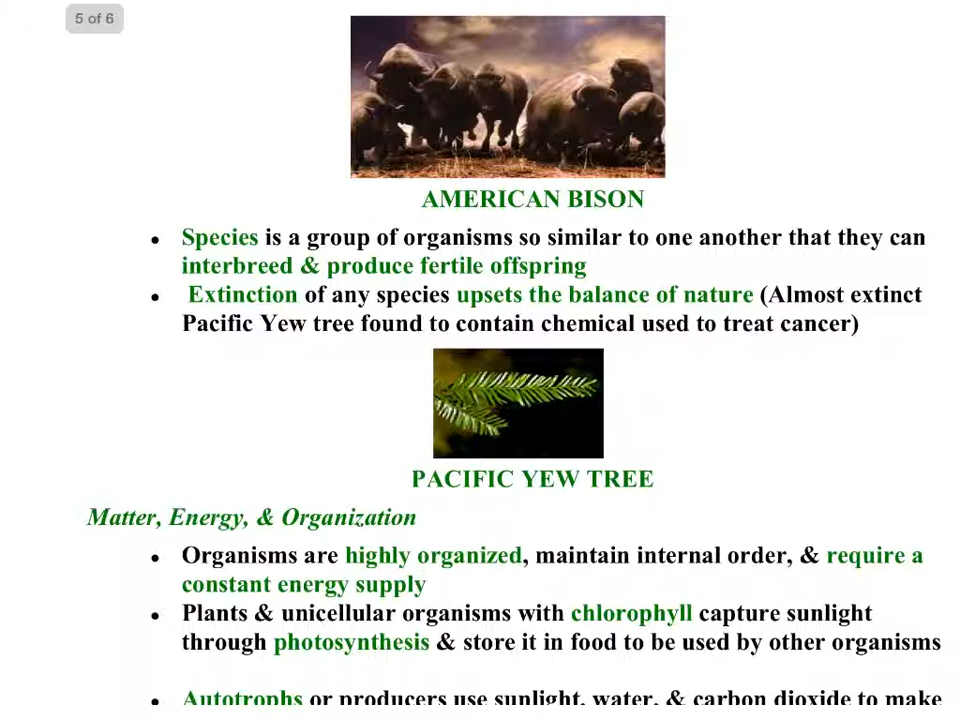 5 of 6
AMERICAN BISON
• Species is a group of organisms so similar to one another that they can
interbreed & produce fertile offspring
• Extinction of any species upsets the balance of nature (Almost extinct
Pacific Yew tree found to contain chemical used to treat cancer)
PACIFIC YEW TREE
Matter, Energy, & Organization
• Organisms are highly organized, maintain internal order, & require a
constant energy supply
• Plants & unicellular organisms with chlorophyll capture sunlight
through photosynthesis & store it in food to be used by other organisms
• Autotrophs or producers use sunlight, water, & carbon dioxide to make